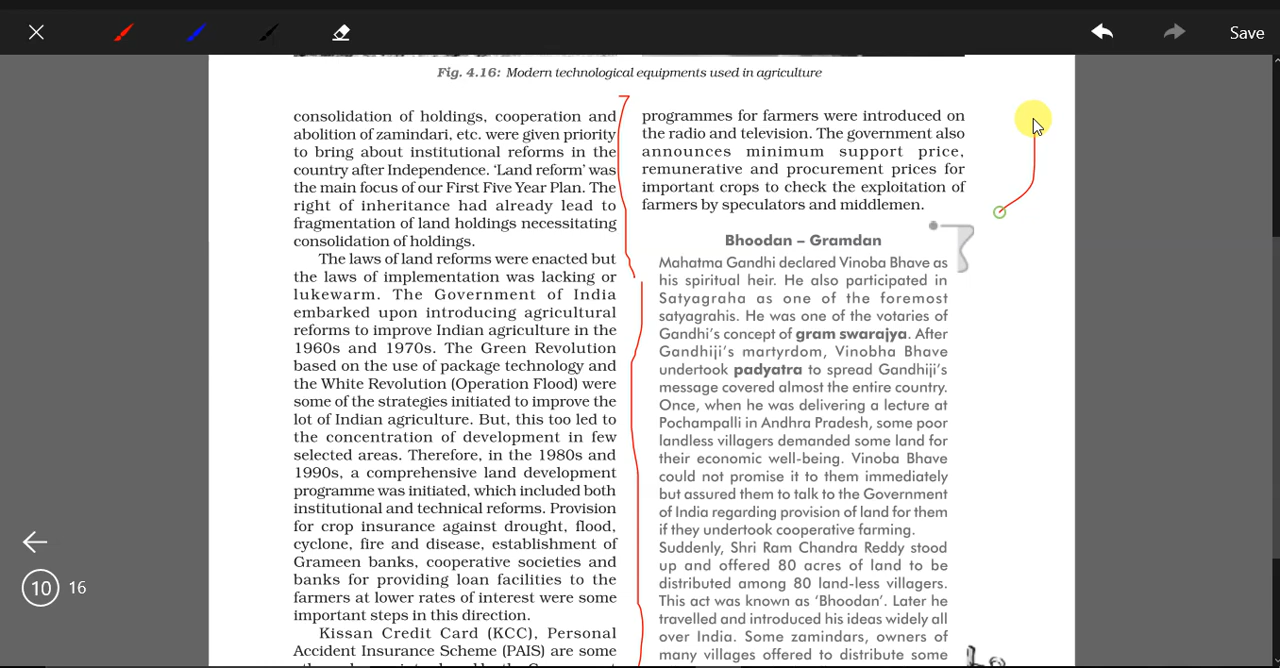 Save
Fig. 4.16: Modern technological equipments used in agriculture
consolidation of holdings, cooperation and
abolition of zamindari, etc. were given priority
to bring about institutional reforms in the
country after Independence. ‘Land reform’ was
the main focus of our First Five Year Plan. The
right of inheritance had already lead to
fragmentation of land holdings necessitating
consolidation of holdings.
The laws of land reforms were enacted but
the laws of implementation was lacking or
lukewarm. The Government of India
embarked upon introducing agricultural
reforms to improve Indian agriculture in the
1960s and 1970s. The Green Revolution
based on the use of package technology and
the White Revolution (Operation Flood) were
some of the strategies initiated to improve the
lot of Indian agriculture. But, this too led to
the concentration of development in few
selected areas. Therefore, in the 1980s and
1990s, a comprehensive land development
programme was initiated, which included both
institutional and technical reforms. Provision
for crop insurance against drought, flood,
cyclone, fire and disease, establishment of
Grameen banks, cooperative societies and
banks for providing loan facilities to the
farmers at lower rates of interest were some
important steps in this direction.
Kissan Credit Card (KCC), Personal
Accident Insurance Scheme (PAIS) are some
programmes for farmers were introduced on
the radio and television. The government also
announces minimum support price,
remunerative and procurement prices for
important crops to check the exploitation of
farmers by speculators and middlemen.
Bhoodan – Gramdan
Mahatma Gandhi declared Vinoba Bhave as
his spiritual heir. He also participated in
Satyagraha as one of the foremost
satyagrahis. He was one of the votaries of
Gandhi’s concept of gram swarajya. After
Gandhiji’s martyrdom, Vinobha Bhave
undertook padyatra to spread Gandhiji’s
message covered almost the entire country.
Once, when he was delivering a lecture at
Pochampalli in Andhra Pradesh, some poor
landless villagers demanded some land for
their economic well-being. Vinoba Bhave
could not promise it to them immediately
but assured them to talk to the Government
of India regarding provision of land for them
if they undertook cooperative farming.
Suddenly, Shri Ram Chandra Reddy stood
up and offered 80 acres of land to be
distributed among 80 land-less villagers.
This act was known as ‘Bhoodan’. Later he
travelled and introduced his ideas widely all
over India. Some zamindars, owners of
many villages offered to distribute some
10 16